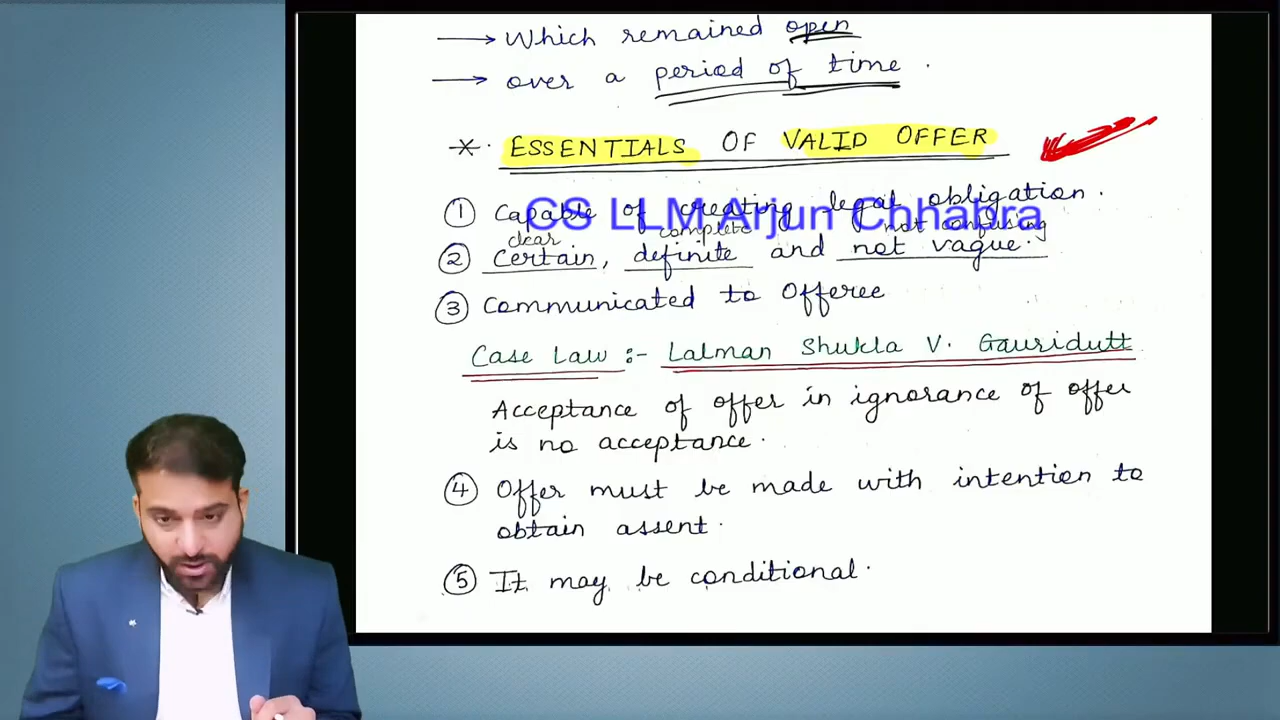 → Which remained open
→ over a period of time.
* ESSENTIALS OF VALID OFFER
① Capable of creating legal obligation.
CS LLM Arjun Chhabra
clear complete not confusing
② Certain, definite and not vague.
③ Communicated to Offeree
Case Law :- Lalman Shukla V. Gauridutt
Acceptance of offer in ignorance of offer
is no acceptance.
④ Offer must be made with intention to
obtain assent.
⑤ It may be conditional.